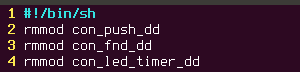 1 #!/bin/sh
2 rmmod con_push_dd
3 rmmod con_fnd_dd
4 rmmod con_led_timer_dd